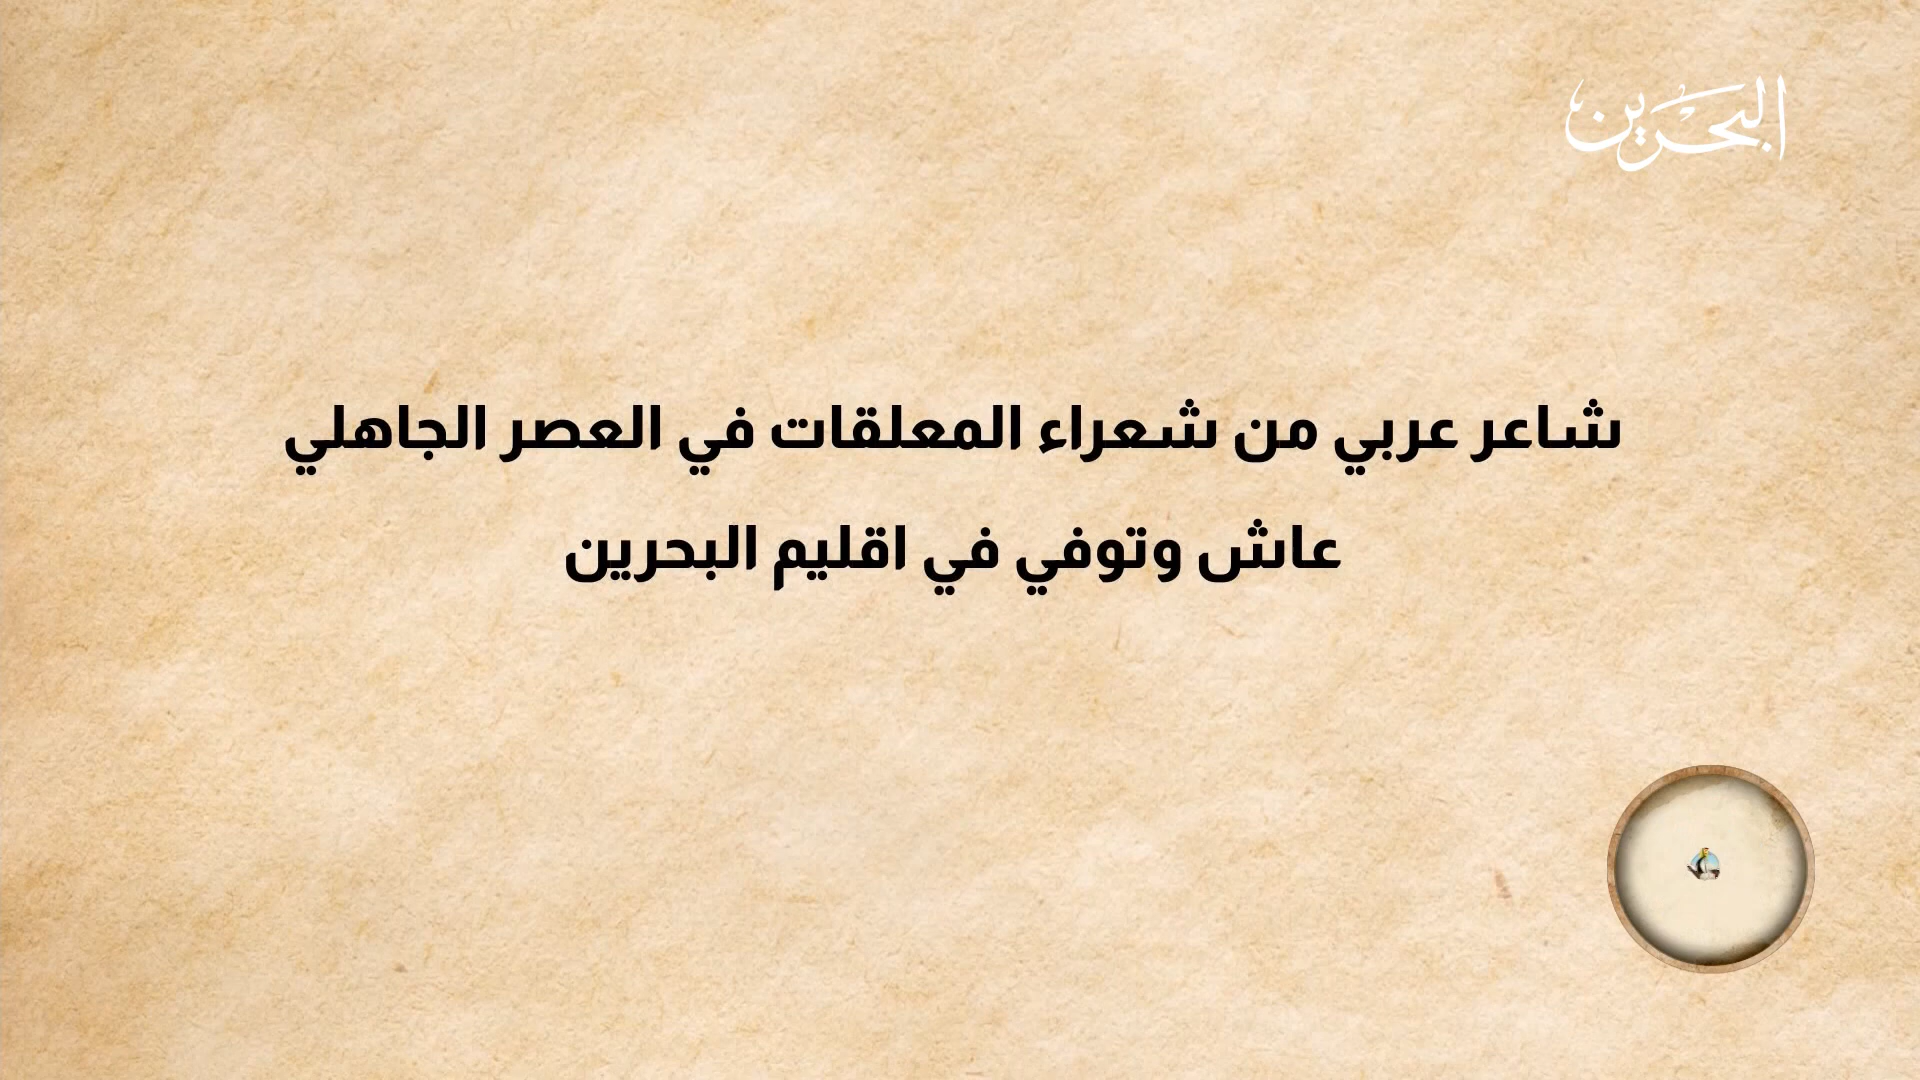 البحرين
شاعر عربي من شعراء المعلقات في العصر الجاهلي
عاش وتوفي في اقليم البحرين